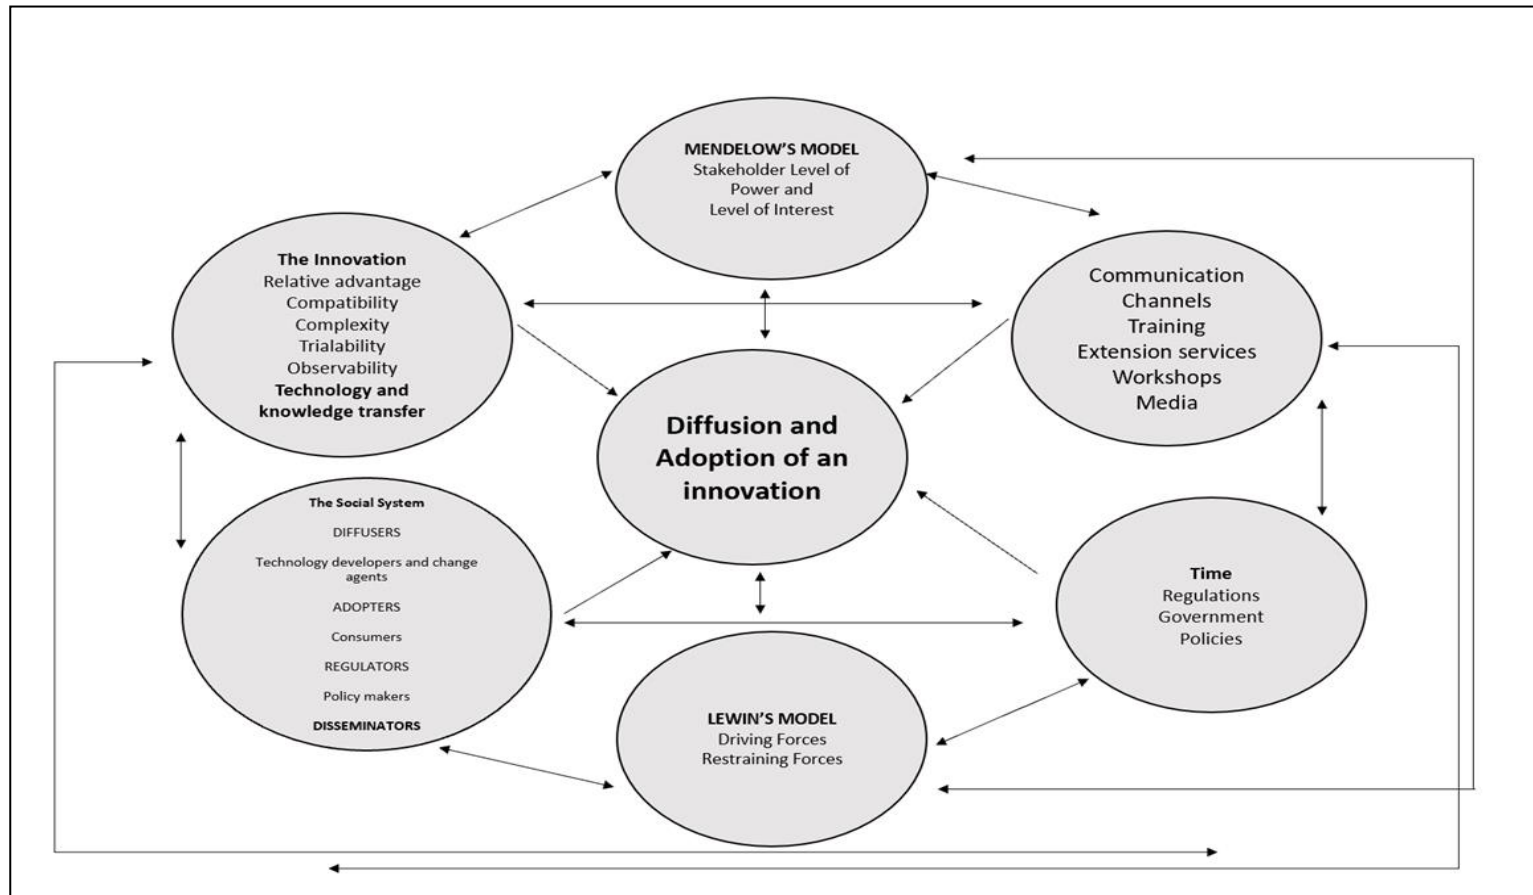 MENDELOW'S MODEL
Stakeholder Level of
Power and
Level of Interest
The Innovation
Relative advantage
Compatibility
Complexity
Trialability
Observability
Technology and
knowledge transfer
Communication
Channels
Training
Extension services
Workshops
Media
Diffusion and
Adoption of an
innovation
The Social System
DIFFUSERS
Technology developers and change
agents
ADOPTERS
Consumers
REGULATORS
Policy makers
DISSEMINATORS
Time
Regulations
Government
Policies
LEWIN'S MODEL
Driving Forces
Restraining Forces